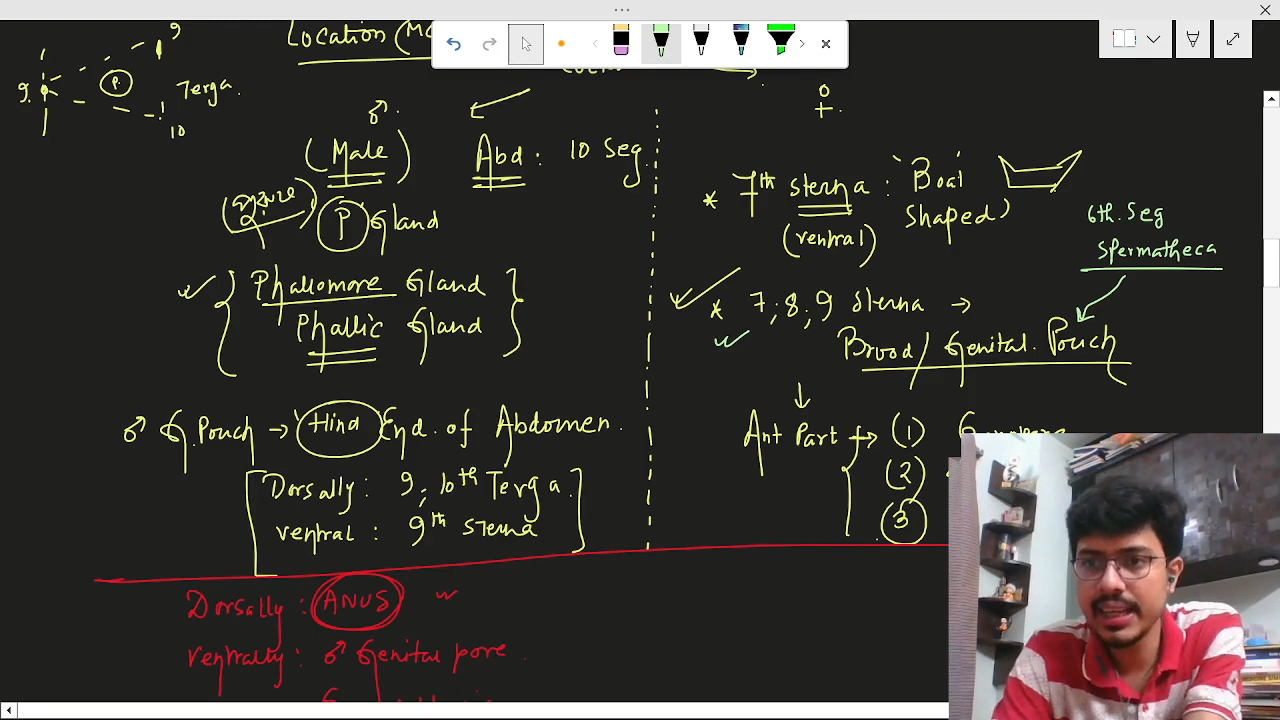 Location (M
9
P.
9.
Terga.
10
♂.
(Male)
Abd : 10 Seg.
P Gland
{ Phallomore Gland }
Phallic Gland
♂ G. Pouch → Hind End of Abdomen.
[ Dorsally : 9, 10th Terga. ]
ventral : 9th sterna
Dorsally : ANUS
ventrally : ♂ Genital pore.
♀.
* 7th sterna : 'Boat'
(ventral) shaped)
6th. Seg
Spermatheca
* 7, 8, 9 sterna →
Brood / Genital. Pouch
Ant Part → (1)
(2)
3